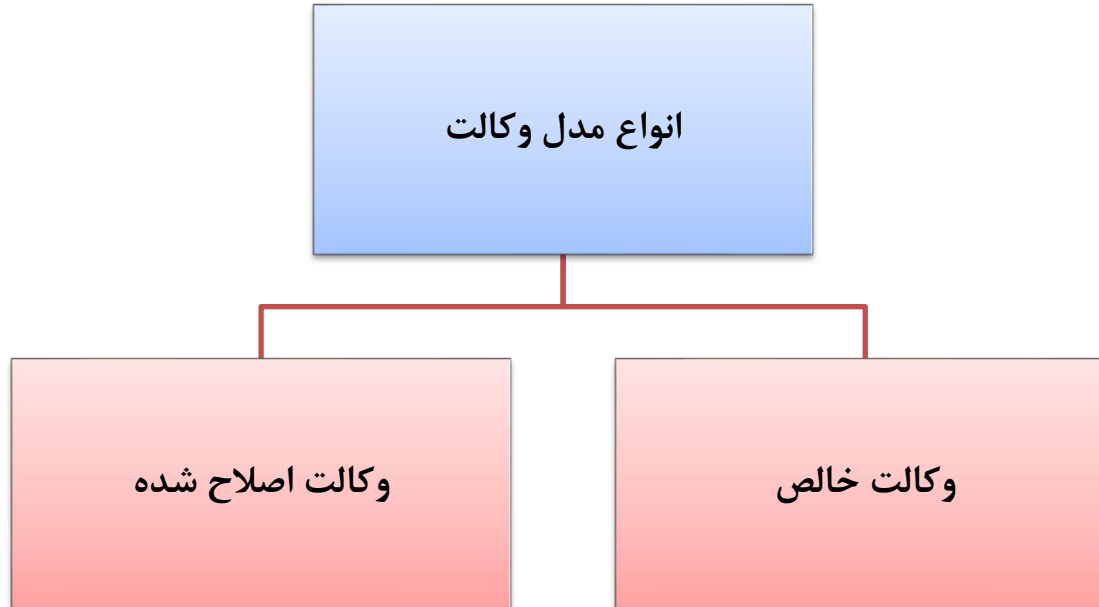 انواع مدل وکالت
وکالت خالص
وکالت اصلاح شده